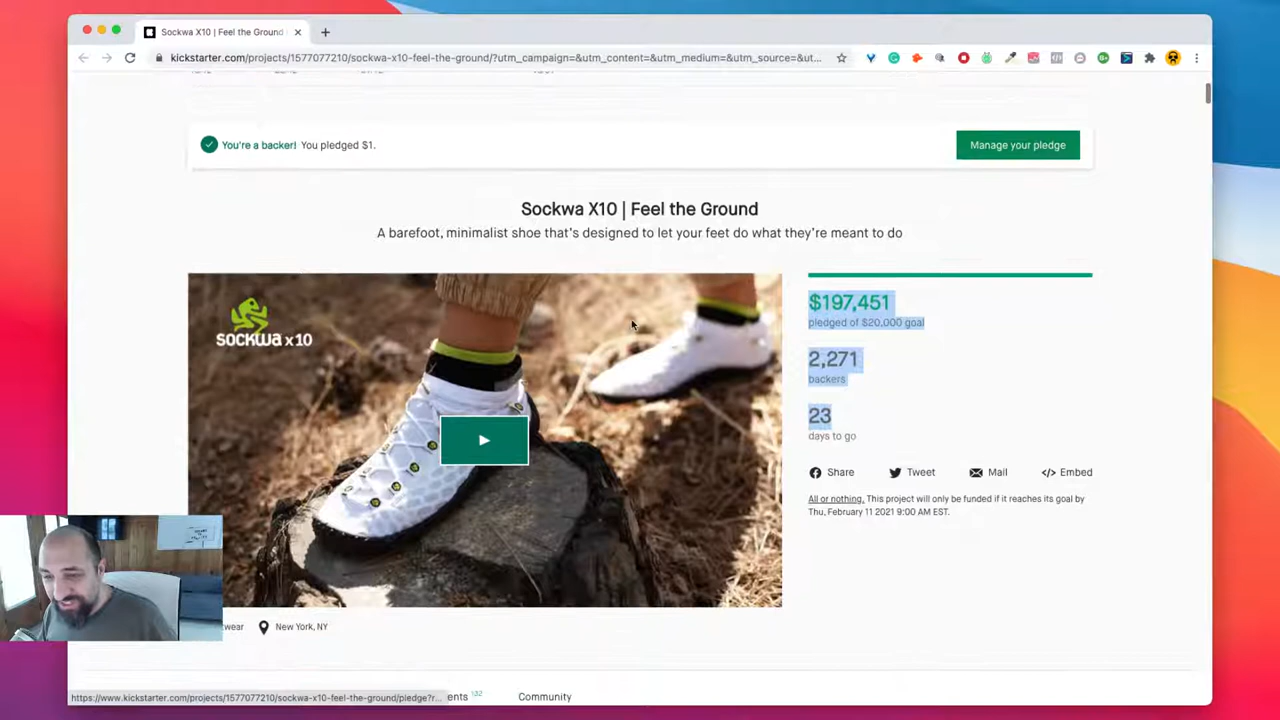 Sockwa X10 | Feel the Ground
kickstarter.com/projects/1577077210/sockwa-x10-feel-the-ground/?utm_campaign=&utm_content=&utm_medium=&utm_source=&ut...
You're a backer! You pledged $1.
Manage your pledge
Sockwa X10 | Feel the Ground
A barefoot, minimalist shoe that's designed to let your feet do what they're meant to do
sockwa x10
$197,451
pledged of $20,000 goal
2,271
backers
23
days to go
Share Tweet Mail Embed
All or nothing. This project will only be funded if it reaches its goal by
Thu, February 11 2021 9:00 AM EST.
wear New York, NY
https://www.kickstarter.com/projects/1577077210/sockwa-x10-feel-the-ground/pledge?r... ents 132 Community